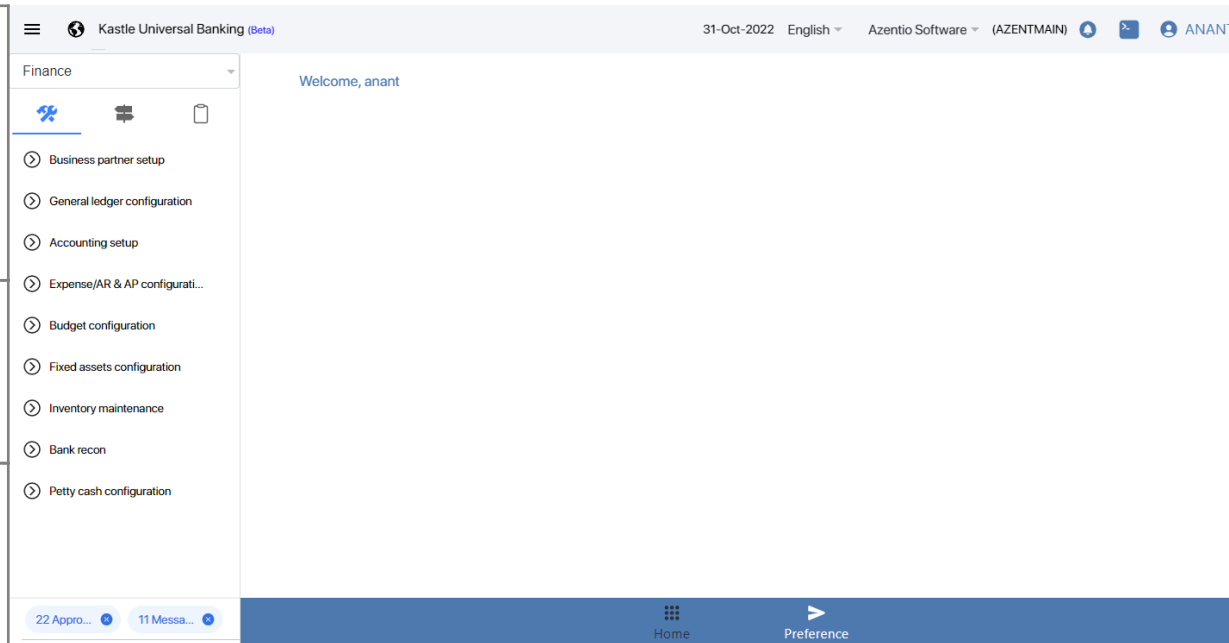 Kastle Universal Banking (Beta)
31-Oct-2022 English Azentio Software (AZENTMAIN) ANANT
Finance
Welcome, anant
Business partner setup
General ledger configuration
Accounting setup
Expense/AR & AP configurati...
Budget configuration
Fixed assets configuration
Inventory maintenance
Bank recon
Petty cash configuration
22 Appro... 11 Messa...
Home Preference